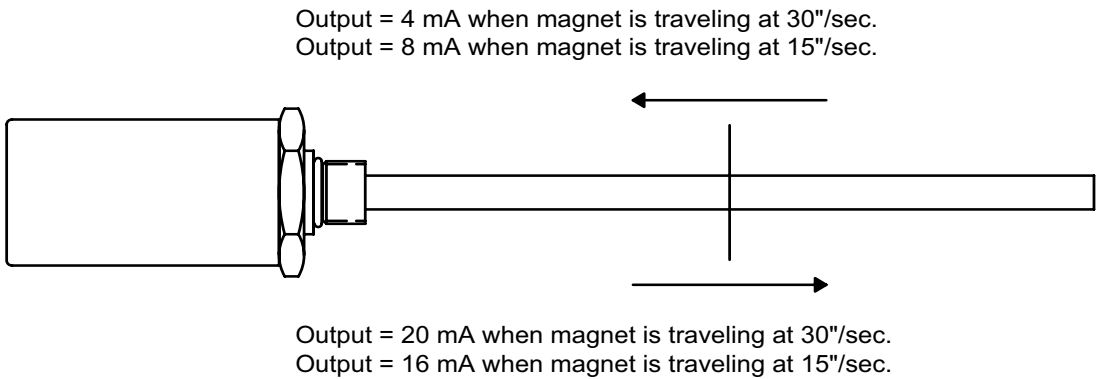 Output = 4 mA when magnet is traveling at 30"/sec.
Output = 8 mA when magnet is traveling at 15"/sec.
Output = 20 mA when magnet is traveling at 30"/sec.
Output = 16 mA when magnet is traveling at 15"/sec.